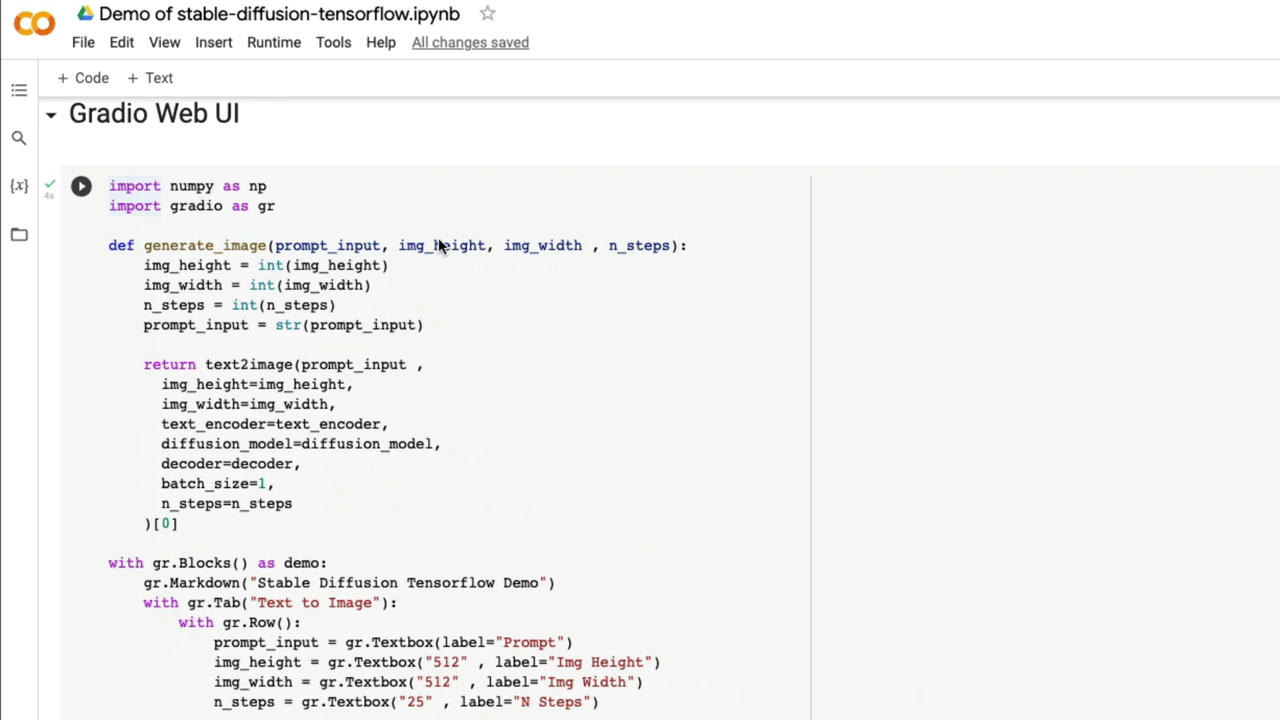 Demo of stable-diffusion-tensorflow.ipynb
File Edit View Insert Runtime Tools Help All changes saved
+ Code + Text
Gradio Web UI
{x}
4s
import numpy as np
import gradio as gr
def generate_image(prompt_input, img_height, img_width , n_steps):
img_height = int(img_height)
img_width = int(img_width)
n_steps = int(n_steps)
prompt_input = str(prompt_input)
return text2image(prompt_input ,
img_height=img_height,
img_width=img_width,
text_encoder=text_encoder,
diffusion_model=diffusion_model,
decoder=decoder,
batch_size=1,
n_steps=n_steps
)[0]
with gr.Blocks() as demo:
gr.Markdown("Stable Diffusion Tensorflow Demo")
with gr.Tab("Text to Image"):
with gr.Row():
prompt_input = gr.Textbox(label="Prompt")
img_height = gr.Textbox("512" , label="Img Height")
img_width = gr.Textbox("512" , label="Img Width")
n_steps = gr.Textbox("25" , label="N Steps")